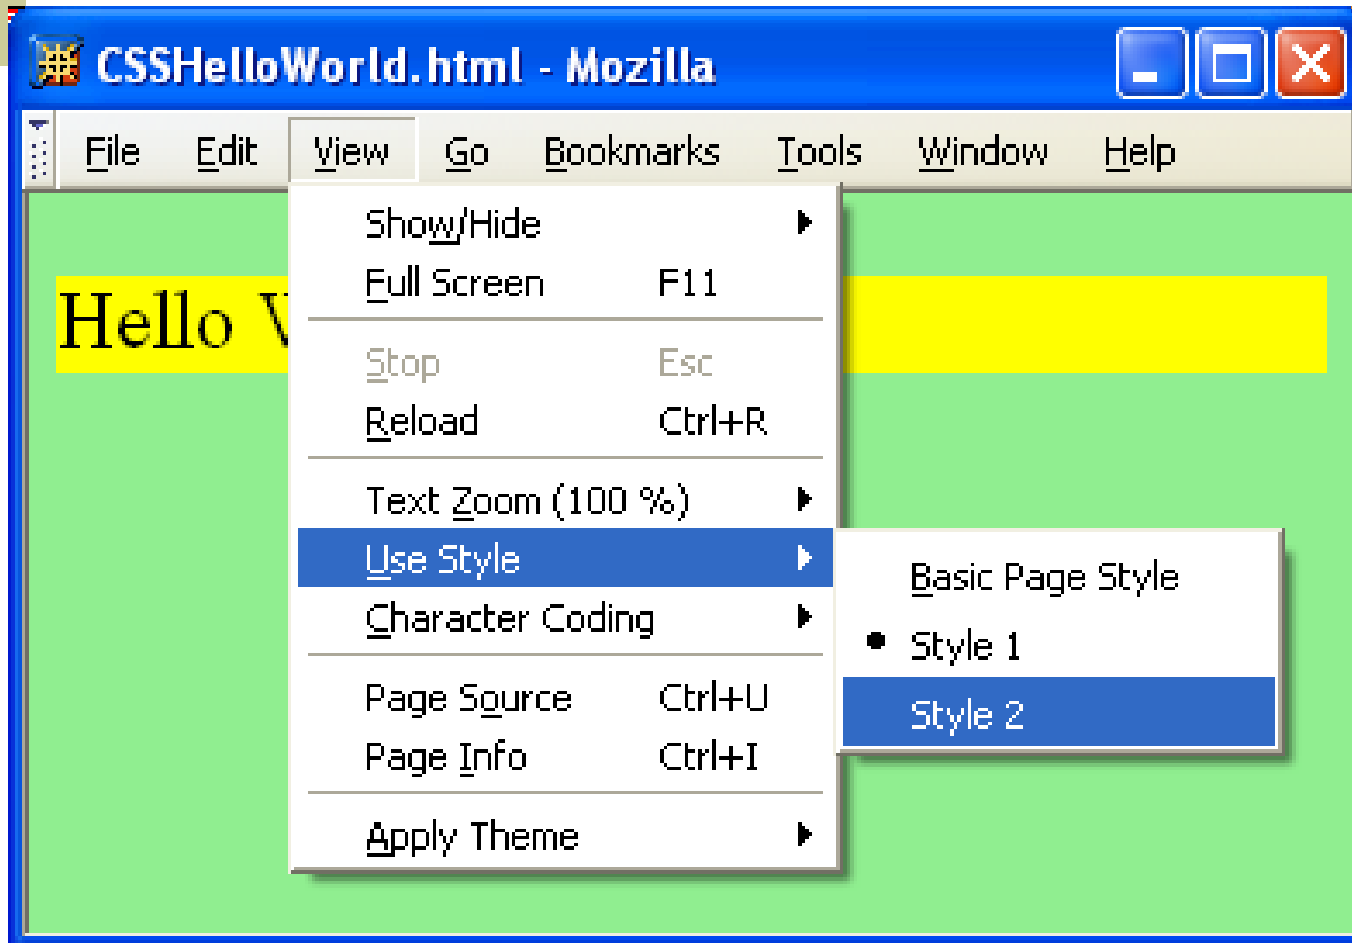 CSSHelloWorld.html - Mozilla
File Edit View Go Bookmarks Tools Window Help
Show/Hide
Full Screen F11
Hello
Stop Esc
Reload Ctrl+R
Text Zoom (100 %)
Use Style
Basic Page Style
Character Coding
Style 1
Page Source Ctrl+U
Style 2
Page Info Ctrl+I
Apply Theme